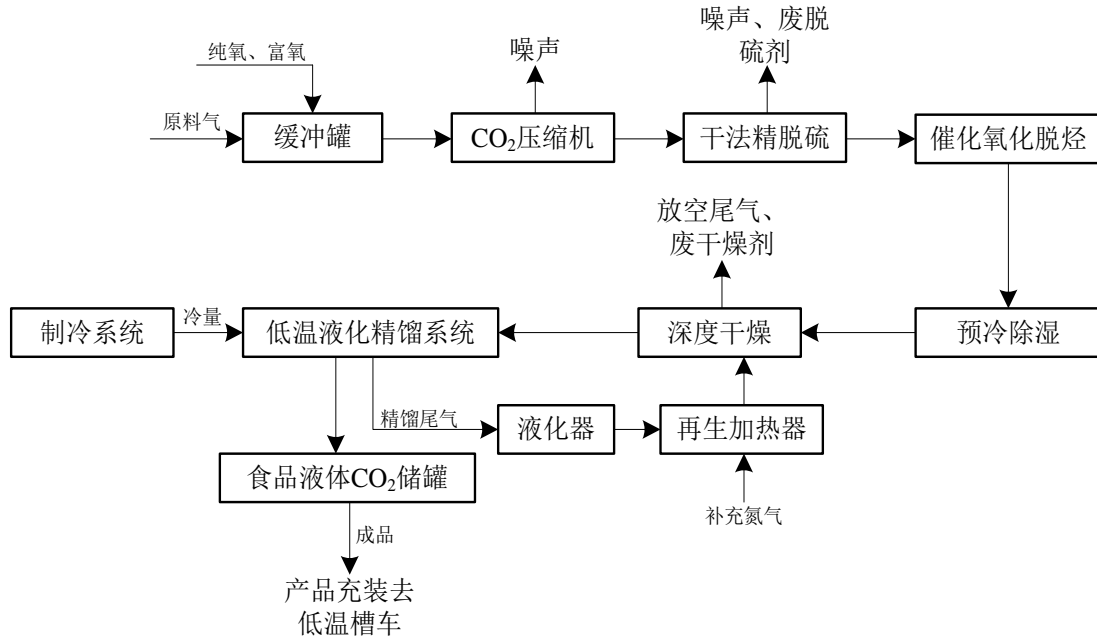 噪声
噪声、废脱
硫剂
纯氧、富氧
原料气
缓冲罐
CO₂压缩机
干法精脱硫
催化氧化脱烃
放空尾气、
废干燥剂
制冷系统
冷量
低温液化精馏系统
深度干燥
预冷除湿
精馏尾气
液化器
再生加热器
食品液体CO₂储罐
补充氮气
成品
产品充装去
低温槽车